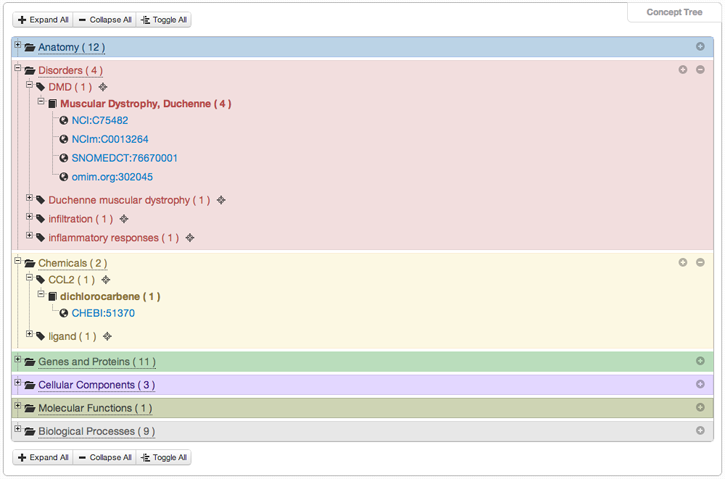 Concept Tree
Expand All Collapse All Toggle All
Anatomy ( 12 )
Disorders ( 4 )
DMD ( 1 )
Muscular Dystrophy, Duchenne ( 4 )
NCI:C75482
NCIm:C0013264
SNOMEDCT:76670001
omim.org:302045
Duchenne muscular dystrophy ( 1 )
infiltration ( 1 )
inflammatory responses ( 1 )
Chemicals ( 2 )
CCL2 ( 1 )
dichlorocarbene ( 1 )
CHEBI:51370
ligand ( 1 )
Genes and Proteins ( 11 )
Cellular Components ( 3 )
Molecular Functions ( 1 )
Biological Processes ( 9 )
Expand All Collapse All Toggle All